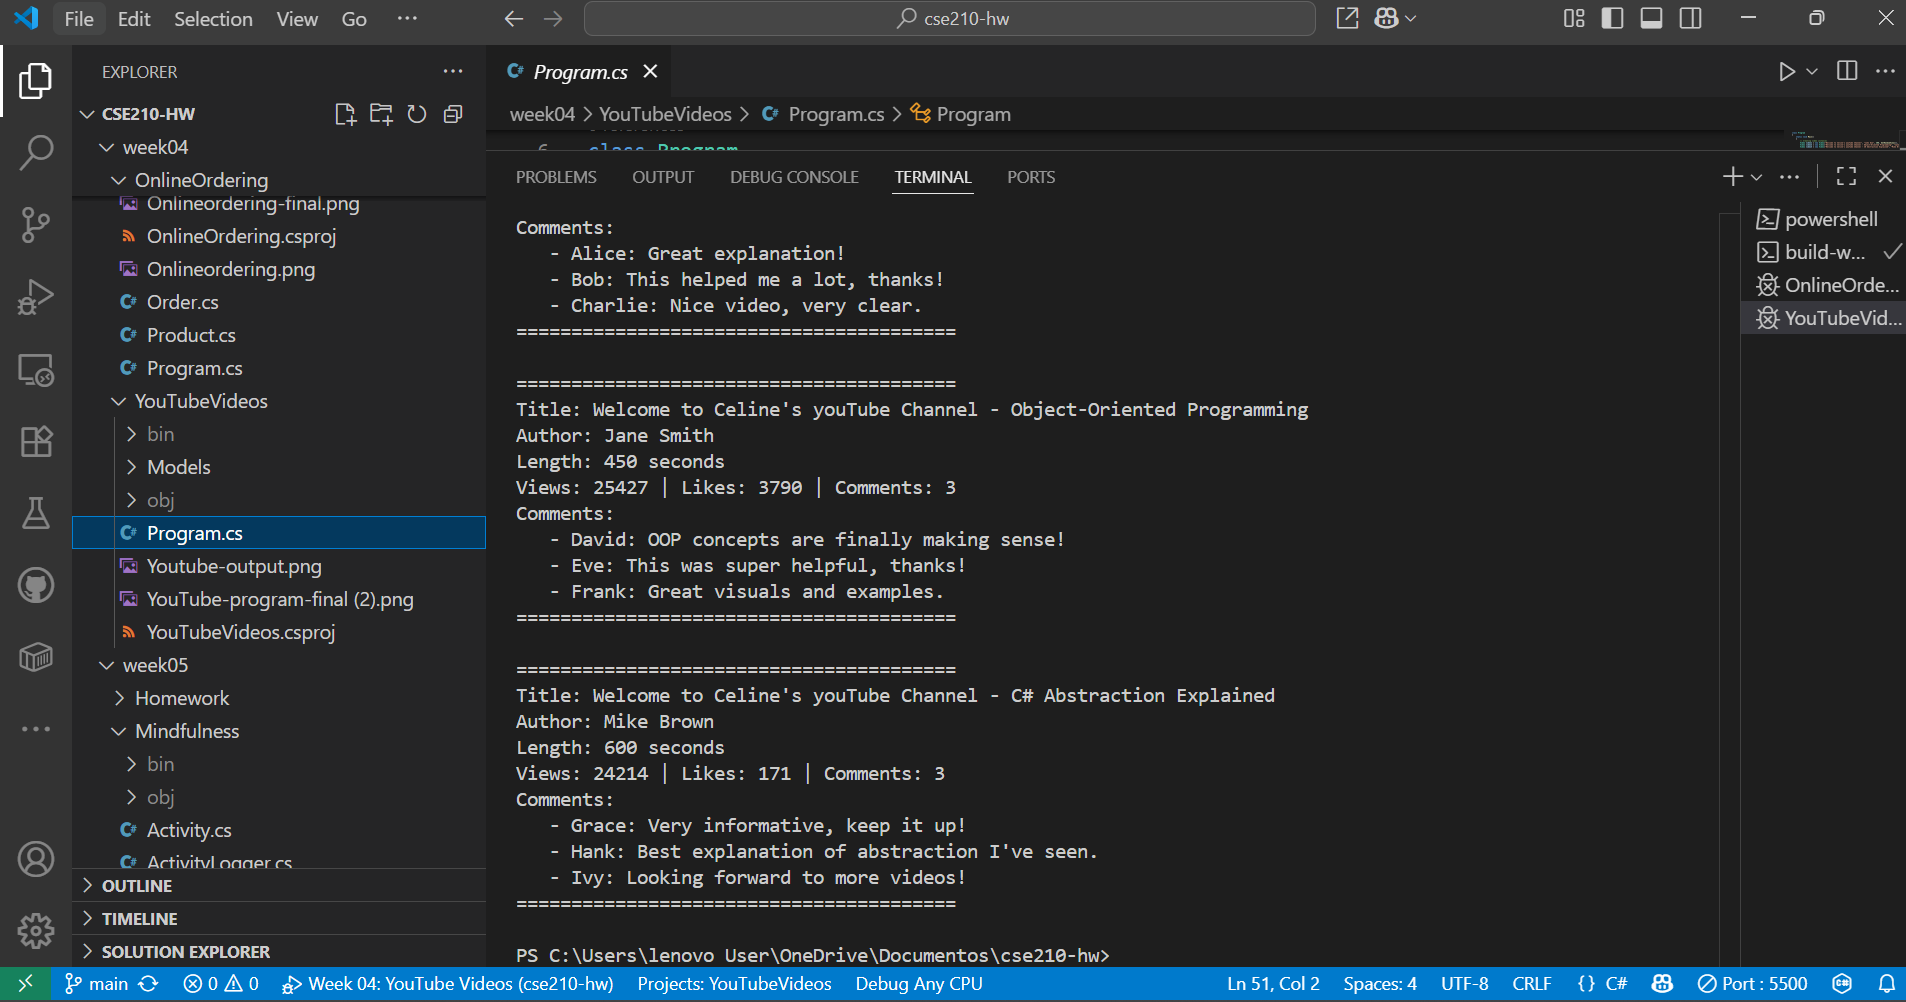 File Edit Selection View Go ···
cse210-hw
EXPLORER
CSE210-HW
week04
OnlineOrdering
Onlineordering-final.png
OnlineOrdering.csproj
Onlineordering.png
Order.cs
Product.cs
Program.cs
YouTubeVideos
bin
Models
obj
Program.cs
Youtube-output.png
YouTube-program-final (2).png
YouTubeVideos.csproj
week05
Homework
Mindfulness
bin
obj
Activity.cs
ActivityLogger.cs
OUTLINE
TIMELINE
SOLUTION EXPLORER
Program.cs
week04 > YouTubeVideos > Program.cs > Program
6 class Program
PROBLEMS OUTPUT DEBUG CONSOLE TERMINAL PORTS
Comments:
- Alice: Great explanation!
- Bob: This helped me a lot, thanks!
- Charlie: Nice video, very clear.
========================================
========================================
Title: Welcome to Celine's youTube Channel - Object-Oriented Programming
Author: Jane Smith
Length: 450 seconds
Views: 25427 | Likes: 3790 | Comments: 3
Comments:
- David: OOP concepts are finally making sense!
- Eve: This was super helpful, thanks!
- Frank: Great visuals and examples.
========================================
========================================
Title: Welcome to Celine's youTube Channel - C# Abstraction Explained
Author: Mike Brown
Length: 600 seconds
Views: 24214 | Likes: 171 | Comments: 3
Comments:
- Grace: Very informative, keep it up!
- Hank: Best explanation of abstraction I've seen.
- Ivy: Looking forward to more videos!
========================================
PS C:\Users\lenovo User\OneDrive\Documentos\cse210-hw>
powershell
build-w...
OnlineOrde...
YouTubeVid...
main 0 0 Week 04: YouTube Videos (cse210-hw) Projects: YouTubeVideos Debug Any CPU Ln 51, Col 2 Spaces: 4 UTF-8 CRLF {} C# Port : 5500